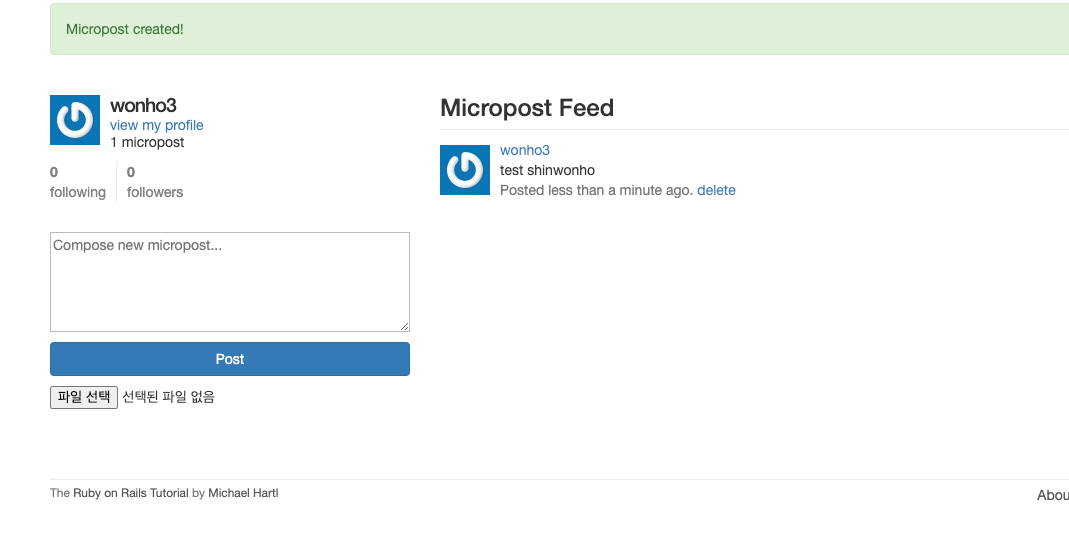 Micropost created!
wonho3
view my profile
1 micropost
0
following
0
followers
Compose new micropost...
Post
파일 선택 선택된 파일 없음
Micropost Feed
wonho3
test shinwonho
Posted less than a minute ago. delete
The Ruby on Rails Tutorial by Michael Hartl
Abou